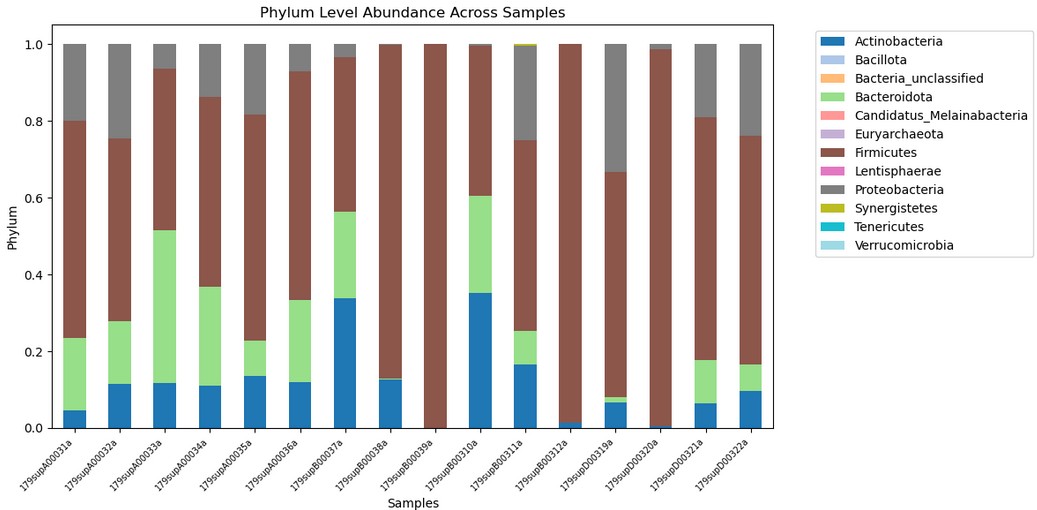 Phylum Level Abundance Across Samples
Phylum
1.0
0.8
0.6
0.4
0.2
0.0
179supA00031a
179supA00032a
179supA00033a
179supA00034a
179supA00035a
179supA00036a
179supB00037a
179supB00038a
179supB00039a
179supB00310a
179supB00311a
179supB00312a
179supD00319a
179supD00320a
179supD00321a
179supD00322a
Samples
Actinobacteria
Bacillota
Bacteria_unclassified
Bacteroidota
Candidatus_Melainabacteria
Euryarchaeota
Firmicutes
Lentisphaerae
Proteobacteria
Synergistetes
Tenericutes
Verrucomicrobia